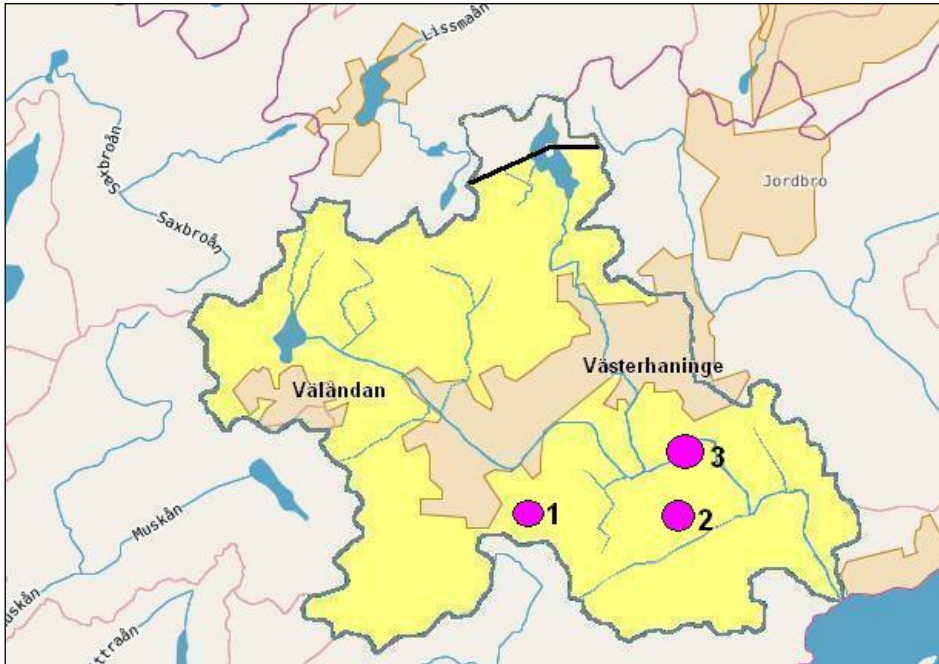 Lissmaån
Saxbroån
Jordbro
Saxbroån
Västerhaninge
Väländan
3
1
2
Muskån
uskån
ttraån